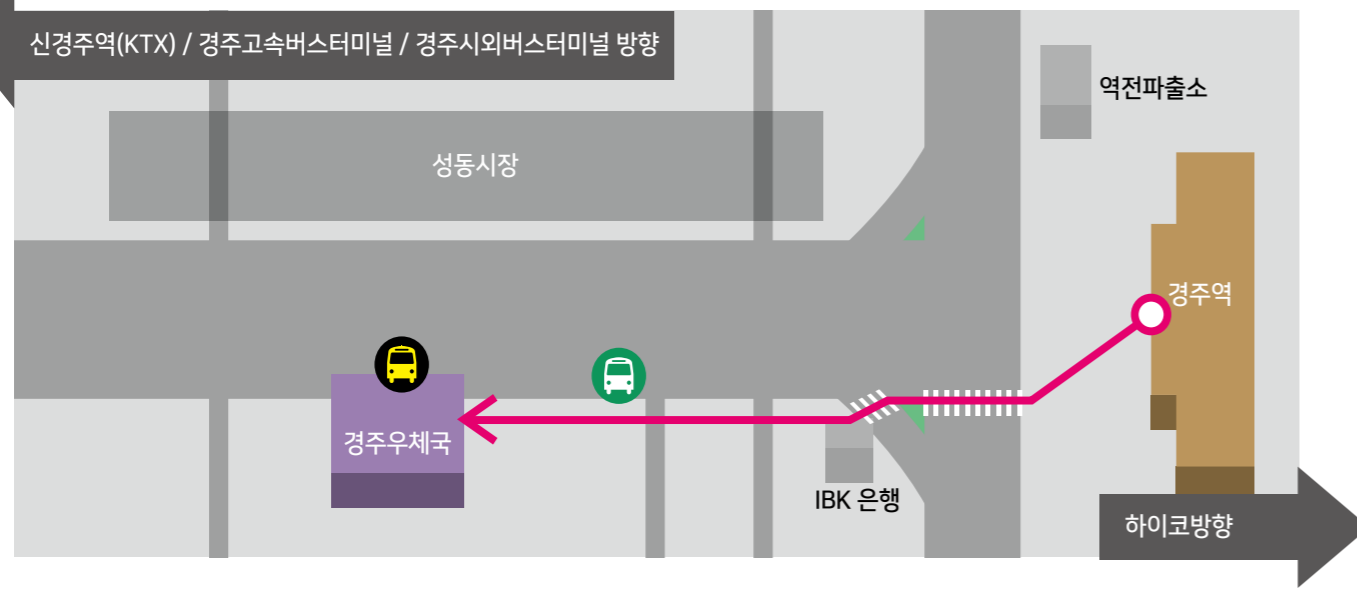 신경주역(KTX) / 경주고속버스터미널 / 경주시외버스터미널 방향
역전파출소
성동시장
경주역
경주우체국
IBK 은행
하이코방향